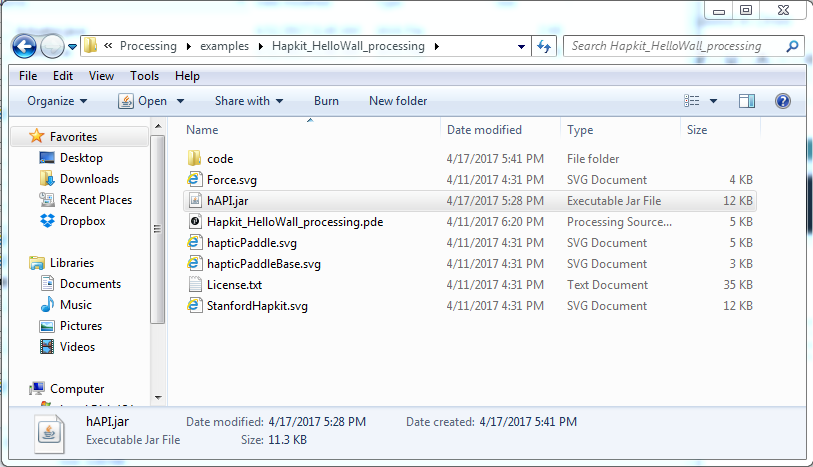 « Processing ▸ examples ▸ Hapkit_HelloWall_processing ▸
Search Hapkit_HelloWall_processing
File Edit View Tools Help
Organize Open Share with Burn New folder
Favorites
Desktop
Downloads
Recent Places
Dropbox
Libraries
Documents
Music
Pictures
Videos
Computer
Name Date modified Type Size
code 4/17/2017 5:41 PM File folder
Force.svg 4/11/2017 4:31 PM SVG Document 4 KB
hAPI.jar 4/17/2017 5:28 PM Executable Jar File 12 KB
Hapkit_HelloWall_processing.pde 4/11/2017 6:20 PM Processing Source... 5 KB
hapticPaddle.svg 4/11/2017 4:31 PM SVG Document 5 KB
hapticPaddleBase.svg 4/11/2017 4:31 PM SVG Document 3 KB
License.txt 4/11/2017 4:31 PM Text Document 35 KB
StanfordHapkit.svg 4/11/2017 4:31 PM SVG Document 12 KB
hAPI.jar Date modified: 4/17/2017 5:28 PM Date created: 4/17/2017 5:41 PM
Executable Jar File Size: 11.3 KB